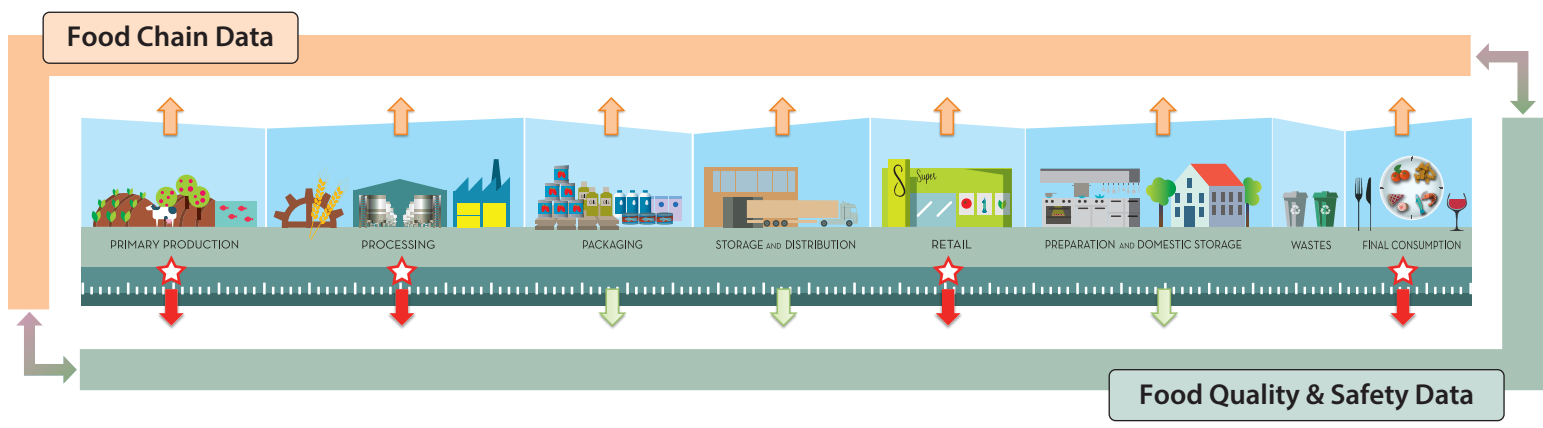 Food Chain Data
S
Super
PRIMARY PRODUCTION
PROCESSING
PACKAGING
STORAGE AND DISTRIBUTION
RETAIL
PREPARATION AND DOMESTIC STORAGE
WASTES
FINAL CONSUMPTION
Food Quality & Safety Data